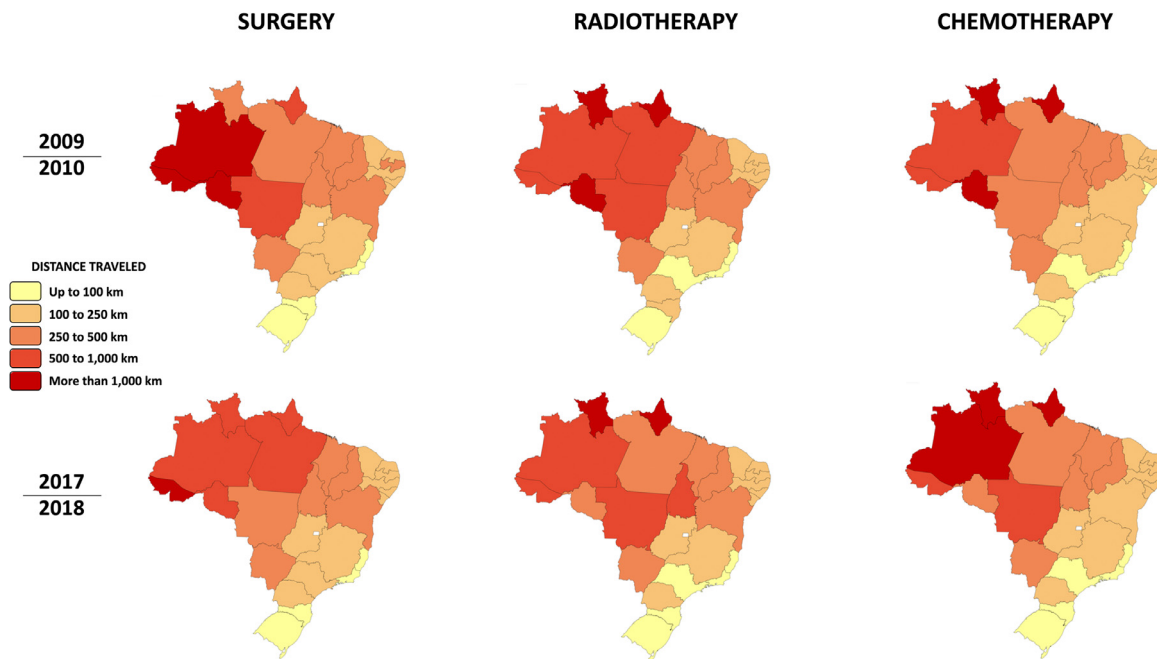 SURGERY
RADIOTHERAPY
CHEMOTHERAPY
2009
2010
DISTANCE TRAVELED
Up to 100 km
100 to 250 km
250 to 500 km
500 to 1,000 km
More than 1,000 km
2017
2018